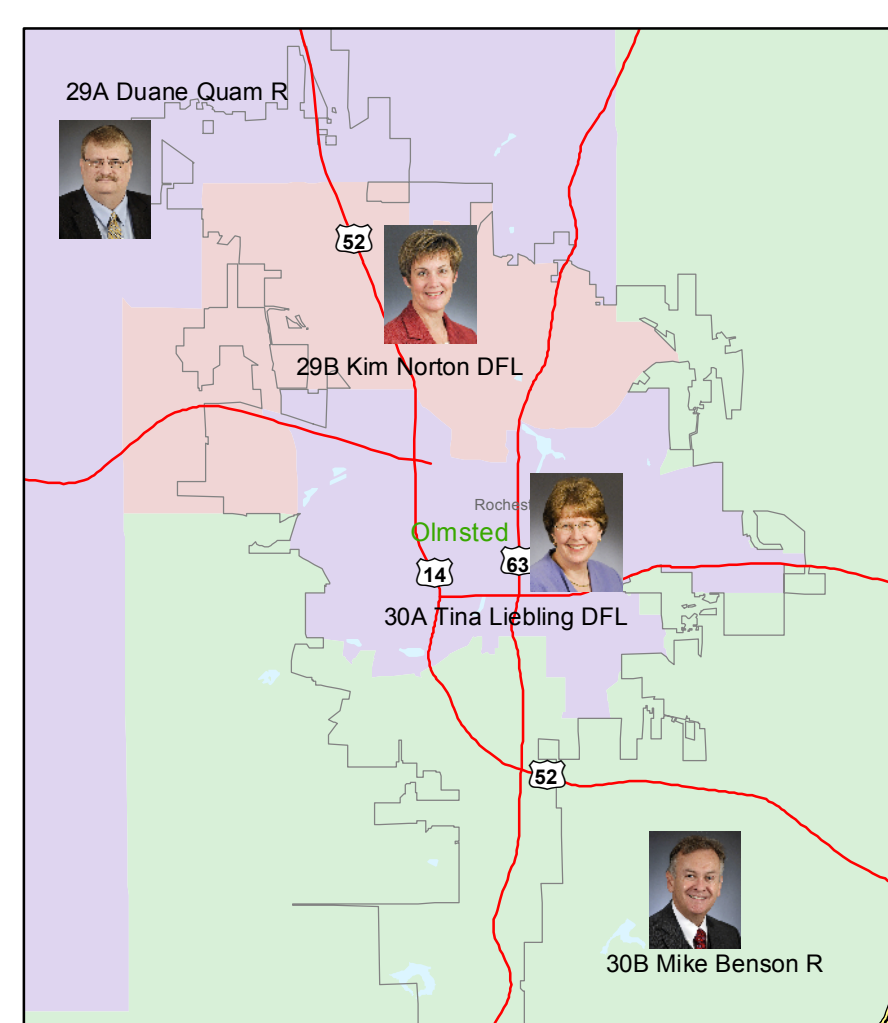 29A Duane Quam R
52
29B Kim Norton DFL
Olmsted
14
63
30A Tina Liebling DFL
52
30B Mike Benson R